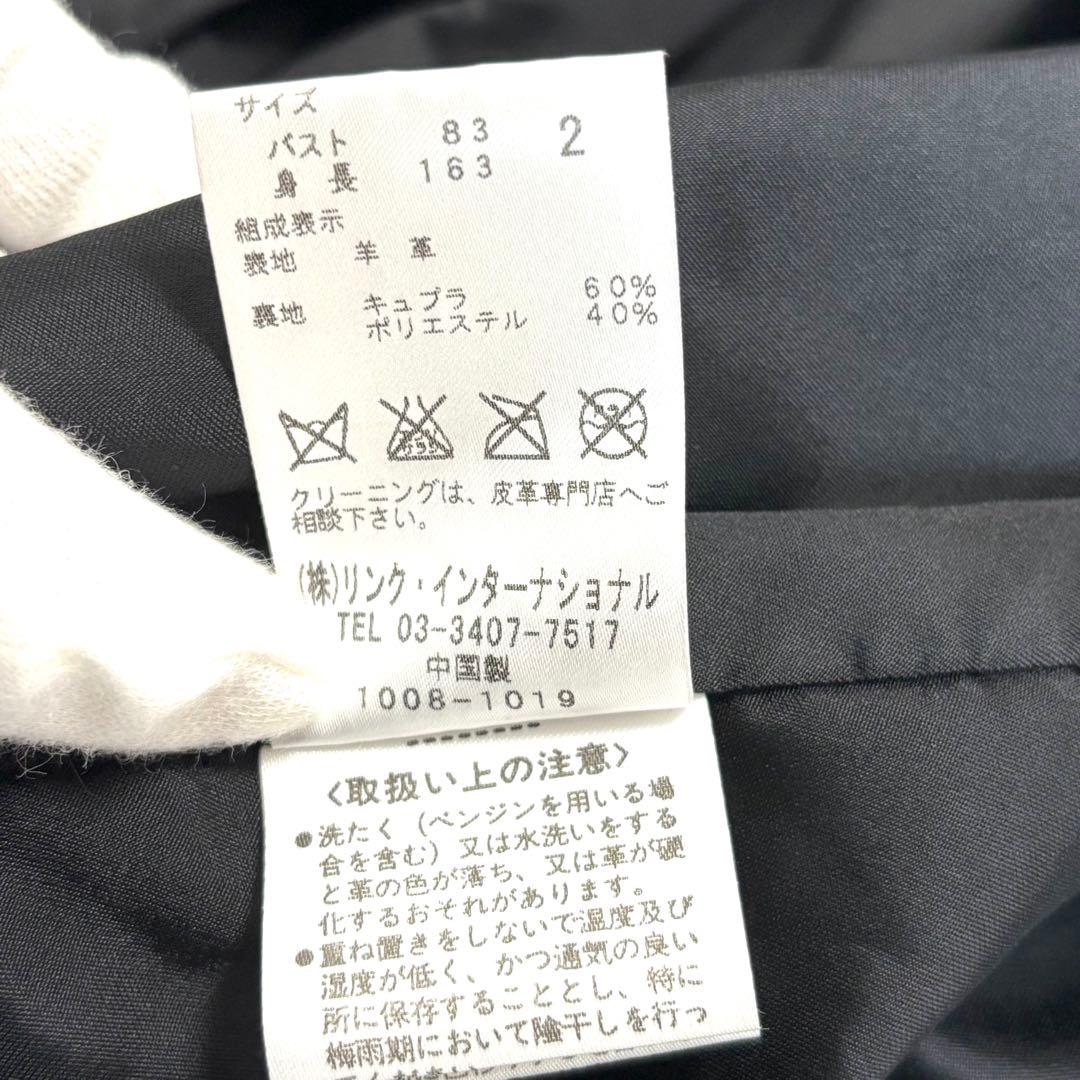 サイズ
バスト 83 2
身 長 163
組成表示
表地 羊 革
裏地 キュプラ 60%
ポリエステル 40%
クリーニングは、皮革専門店へご
相談下さい。
(株)リンク・インターナショナル
TEL 03-3407-7517
中国製
1008-1019
<取扱い上の注意>
●洗たく (ベンジンを用いる場
合を含む) 又は水洗いをする
と革の色が落ち、又は革が硬
化するおそれがあります。
●重ね置きをしないで温度及び
湿度が低く、かつ通気の良い
所に保存することとし、特に
梅雨期において陰干しを行っ